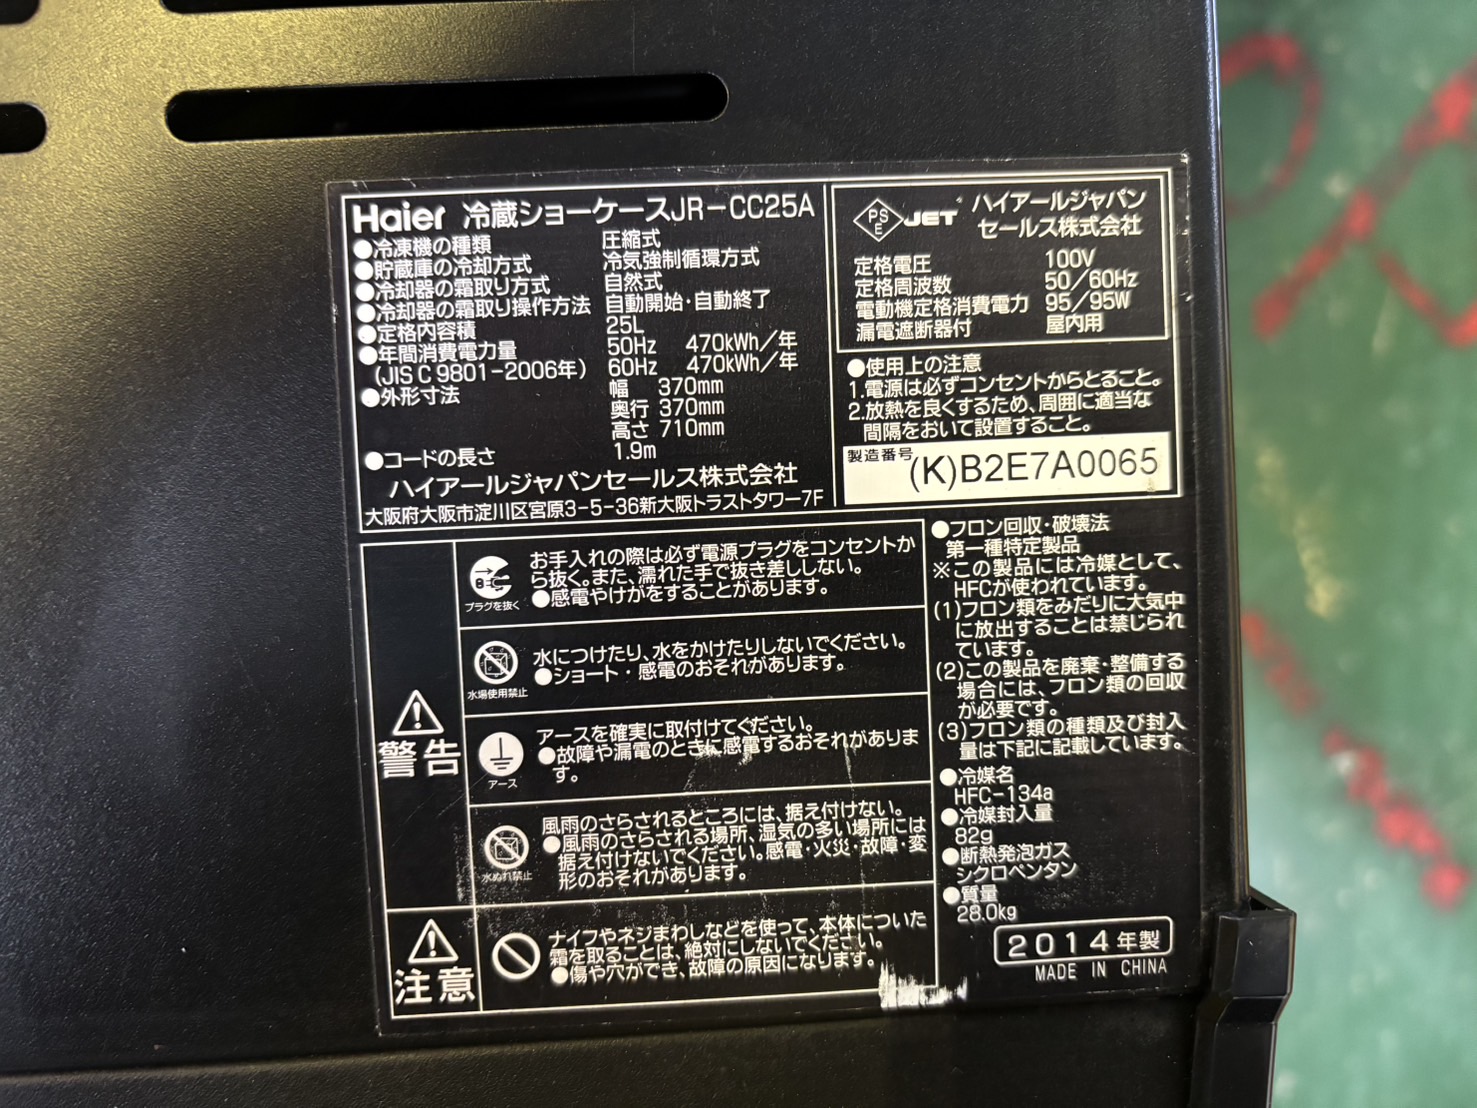 Haier 冷蔵ショーケースJR-CC25A
●冷凍機の種類 圧縮式
●貯蔵庫の冷却方式 冷気強制循環方式
●冷却器の霜取り方式 自然式
●冷却器の霜取り操作方法 自動開始・自動終了
●定格内容積 25L
●年間消費電力量 50Hz 470kWh/年
(JIS C 9801-2006年) 60Hz 470kWh/年
●外形寸法 幅 370mm
奥行 370mm
高さ 710mm
●コードの長さ 1.9m
ハイアールジャパンセールス株式会社
大阪府大阪市淀川区宮原3-5-36新大阪トラストタワー7F
PSE JET ハイアールジャパン
セールス株式会社
定格電圧 100V
定格周波数 50/60Hz
電動機定格消費電力 95/95W
漏電遮断器付 屋内用
●使用上の注意
1.電源は必ずコンセントからとること。
2.放熱を良くするため、周囲に適当な
間隔をおいて設置すること。
製造番号 (K)B2E7A0065
警告
プラグを抜く
お手入れの際は必ず電源プラグをコンセントか
ら抜く。また、濡れた手で抜き差ししない。
●感電やけがをすることがあります。
水場使用禁止
水につけたり、水をかけたりしないでください。
●ショート・感電のおそれがあります。
アース
アースを確実に取付けてください。
●故障や漏電のときに感電するおそれがありま
す。
水ぬれ禁止
風雨のさらされるところには、据え付けない。
●風雨のさらされる場所、湿気の多い場所には
据え付けないでください。感電・火災・故障・変
形のおそれがあります。
注意
ナイフやネジまわしなどを使って、本体についた
霜を取ることは、絶対にしないでください。
●傷や穴ができ、故障の原因になります。
●フロン回収・破壊法
第一種特定製品
※この製品には冷媒として、
HFCが使われています。
(1)フロン類をみだりに大気中
に放出することは禁じられ
ています。
(2)この製品を廃棄・整備する
場合には、フロン類の回収
が必要です。
(3)フロン類の種類及び封入
量は下記に記載しています。
●冷媒名
HFC-134a
●冷媒封入量
82g
●断熱発泡ガス
シクロペンタン
●質量
28.0kg
2014年製
MADE IN CHINA